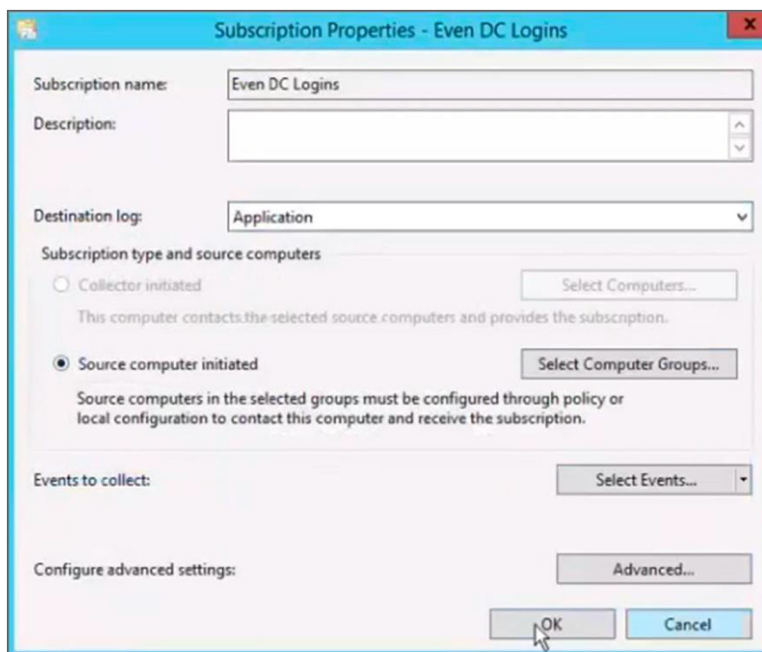 Subscription Properties - Even DC Logins
x
Subscription name:
Even DC Logins
Description:
Destination log:
Application
Subscription type and source computers
Collector initiated
Select Computers...
This computer contacts the selected source computers and provides the subscription.
Source computer initiated
Select Computer Groups...
Source computers in the selected groups must be configured through policy or
local configuration to contact this computer and receive the subscription.
Events to collect:
Select Events...
Configure advanced settings:
Advanced...
OK
Cancel